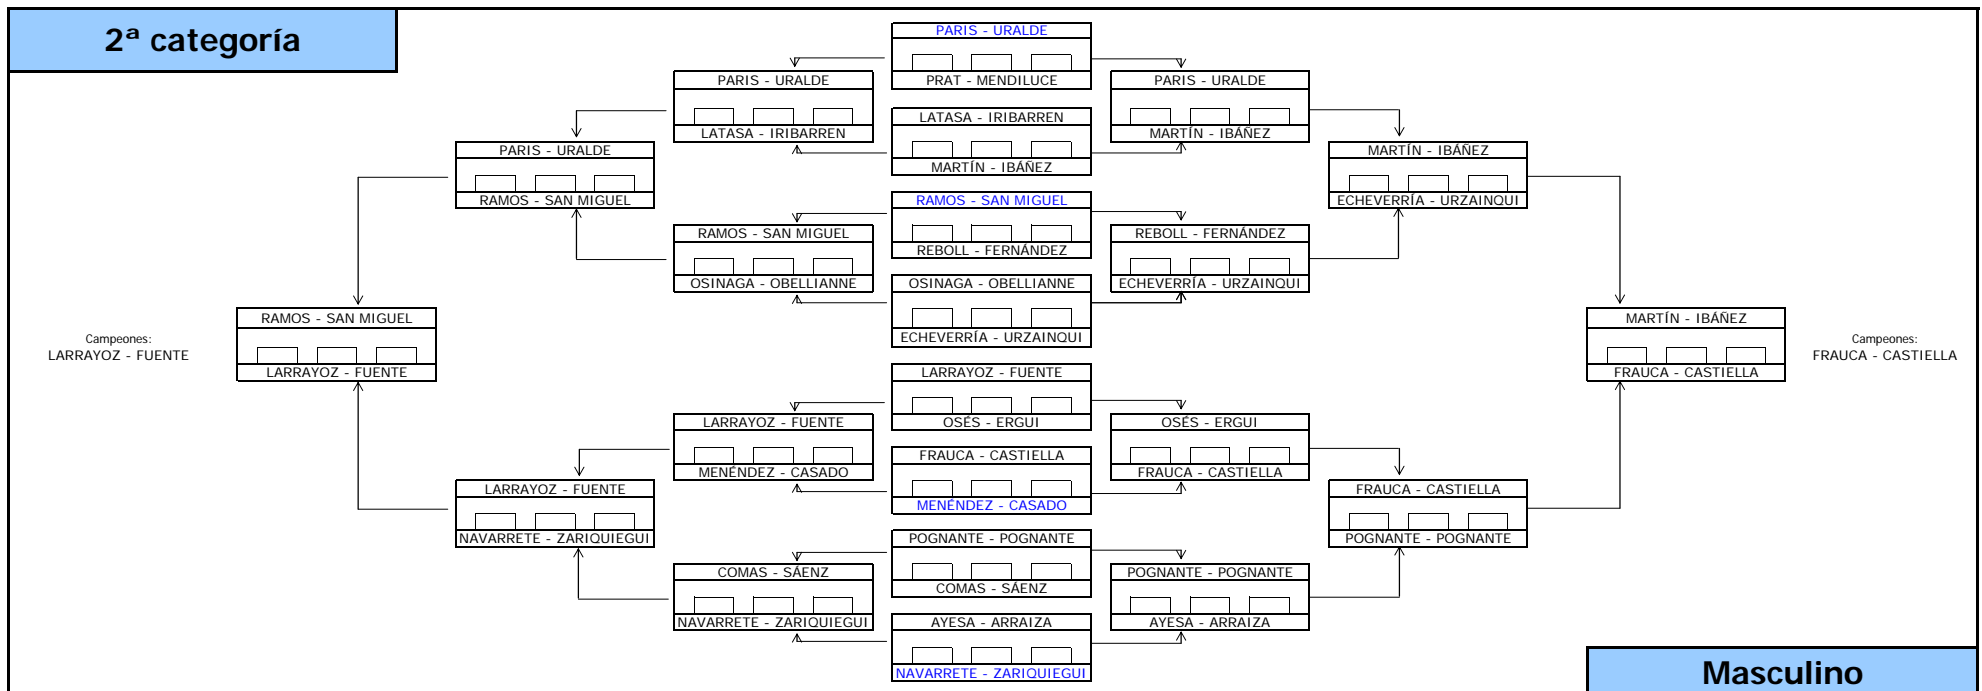 2ª categoría
PARIS - URALDE
PRAT - MENDILUCE
PARIS - URALDE
LATASA - IRIBARREN
LATASA - IRIBARREN
MARTÍN - IBÁÑEZ
PARIS - URALDE
MARTÍN - IBÁÑEZ
PARIS - URALDE
RAMOS - SAN MIGUEL
MARTÍN - IBÁÑEZ
ECHEVERRÍA - URZAINQUI
RAMOS - SAN MIGUEL
REBOLL - FERNÁNDEZ
RAMOS - SAN MIGUEL
OSINAGA - OBELLIANNE
OSINAGA - OBELLIANNE
ECHEVERRÍA - URZAINQUI
REBOLL - FERNÁNDEZ
ECHEVERRÍA - URZAINQUI
Campeones:
LARRAYOZ - FUENTE
RAMOS - SAN MIGUEL
LARRAYOZ - FUENTE
MARTÍN - IBÁÑEZ
FRAUCA - CASTIELLA
Campeones:
FRAUCA - CASTIELLA
LARRAYOZ - FUENTE
OSÉS - ERGUI
LARRAYOZ - FUENTE
MENÉNDEZ - CASADO
FRAUCA - CASTIELLA
MENÉNDEZ - CASADO
OSÉS - ERGUI
FRAUCA - CASTIELLA
LARRAYOZ - FUENTE
NAVARRETE - ZARIQUIEGUI
FRAUCA - CASTIELLA
POGNANTE - POGNANTE
POGNANTE - POGNANTE
COMAS - SÁENZ
COMAS - SÁENZ
NAVARRETE - ZARIQUIEGUI
AYESA - ARRAIZA
NAVARRETE - ZARIQUIEGUI
POGNANTE - POGNANTE
AYESA - ARRAIZA
Masculino